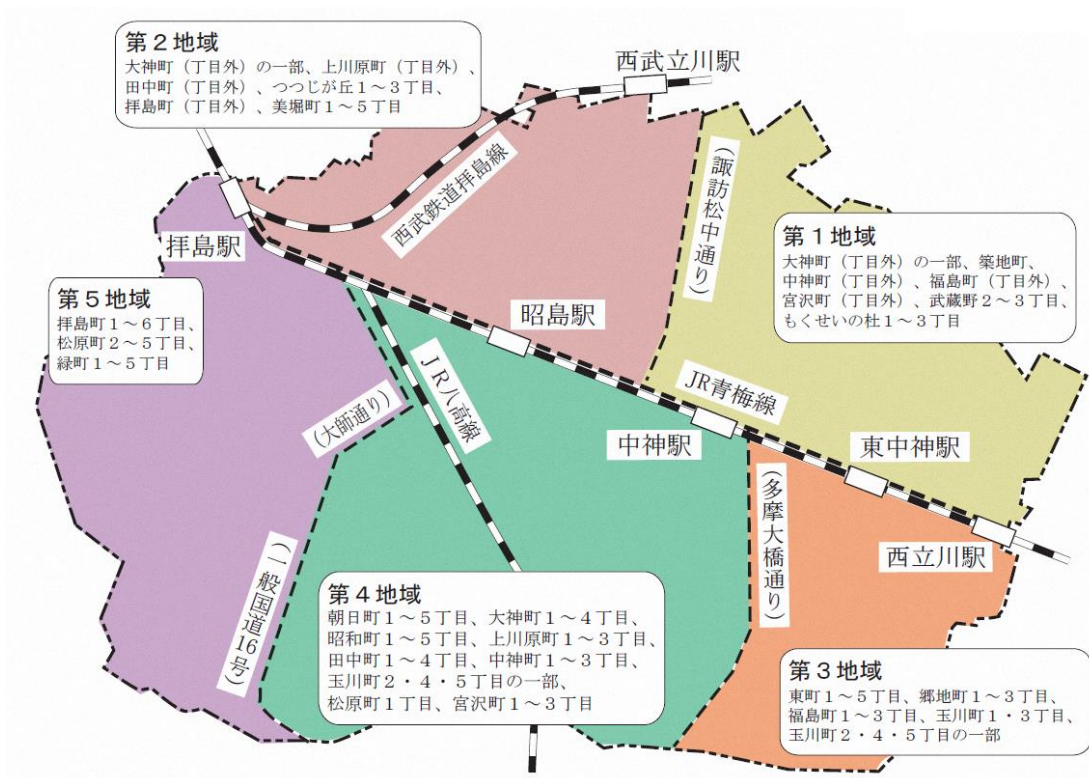 第２地域
大神町（丁目外）の一部、上川原町（丁目外）、
田中町（丁目外）、つつじが丘１～３丁目、
拝島町（丁目外）、美堀町１～５丁目
西武立川駅
西武鉄道拝島線
（諏訪松中通り）
拝島駅
第１地域
大神町（丁目外）の一部、築地町、
中神町（丁目外）、福島町（丁目外）、
宮沢町（丁目外）、武蔵野２～３丁目、
もくせいの杜１～３丁目
第５地域
拝島町１～６丁目、
松原町２～５丁目、
緑町１～５丁目
昭島駅
JR青梅線
ＪＲ八高線
（大師通り）
中神駅
東中神駅
（多摩大橋通り）
西立川駅
（一般国道16号）
第４地域
朝日町１～５丁目、大神町１～４丁目、
昭和町１～５丁目、上川原町１～３丁目、
田中町１～４丁目、中神町１～３丁目、
玉川町２・４・５丁目の一部、
松原町１丁目、宮沢町１～３丁目
第３地域
東町１～５丁目、郷地町１～３丁目、
福島町１～３丁目、玉川町１・３丁目、
玉川町２・４・５丁目の一部